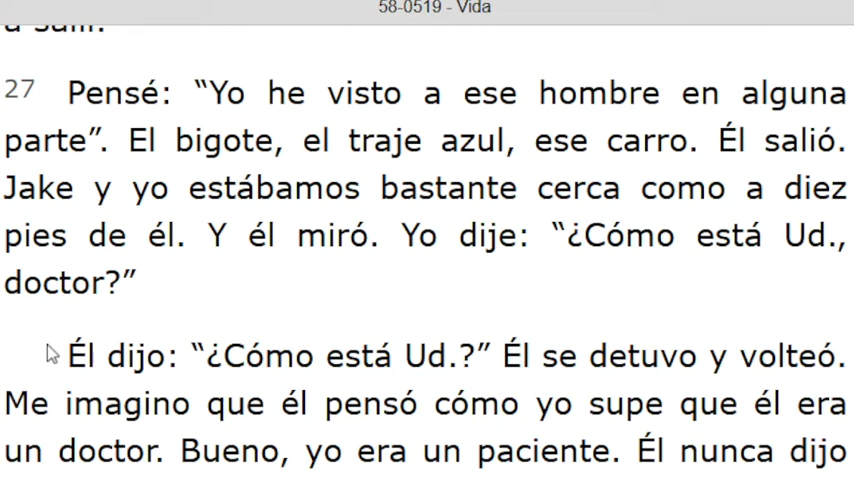 58-0519 - Vida
a salir.
27 Pensé: “Yo he visto a ese hombre en alguna
parte”. El bigote, el traje azul, ese carro. Él salió.
Jake y yo estábamos bastante cerca como a diez
pies de él. Y él miró. Yo dije: “¿Cómo está Ud.,
doctor?”
Él dijo: “¿Cómo está Ud.?” Él se detuvo y volteó.
Me imagino que él pensó cómo yo supe que él era
un doctor. Bueno, yo era un paciente. Él nunca dijo